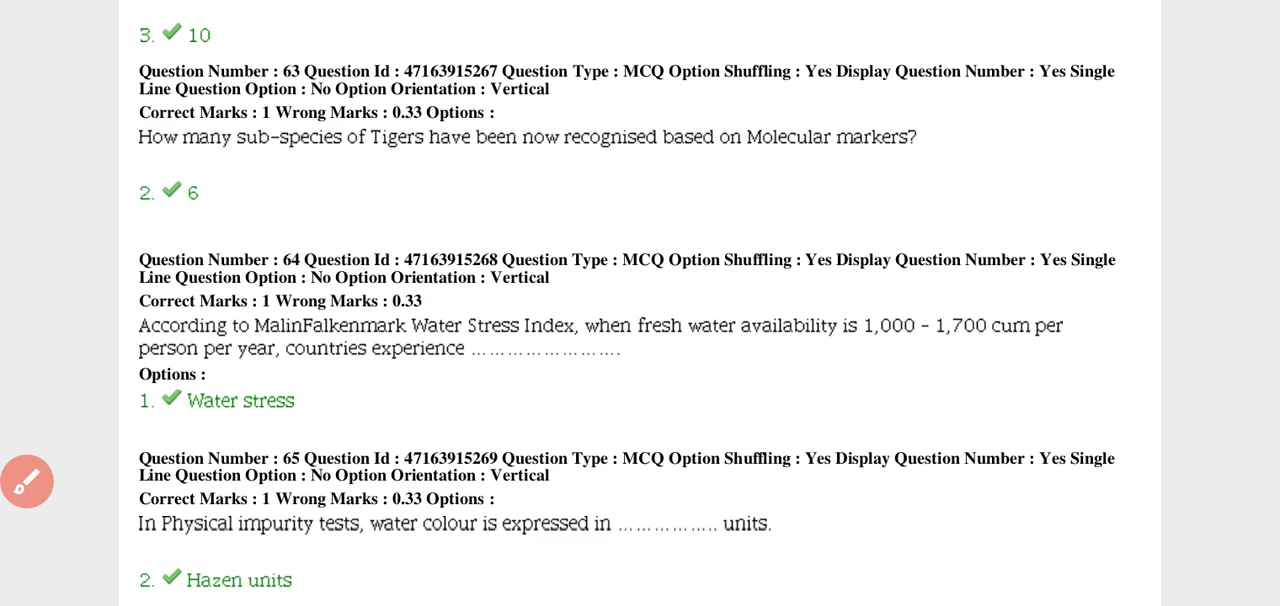 3. ✔ 10
Question Number : 63 Question Id : 47163915267 Question Type : MCQ Option Shuffling : Yes Display Question Number : Yes Single
Line Question Option : No Option Orientation : Vertical
Correct Marks : 1 Wrong Marks : 0.33 Options :
How many sub-species of Tigers have been now recognised based on Molecular markers?
2. ✔ 6
Question Number : 64 Question Id : 47163915268 Question Type : MCQ Option Shuffling : Yes Display Question Number : Yes Single
Line Question Option : No Option Orientation : Vertical
Correct Marks : 1 Wrong Marks : 0.33
According to MalinFalkenmark Water Stress Index, when fresh water availability is 1,000 - 1,700 cum per
person per year, countries experience …………………….
Options :
1. ✔ Water stress
Question Number : 65 Question Id : 47163915269 Question Type : MCQ Option Shuffling : Yes Display Question Number : Yes Single
Line Question Option : No Option Orientation : Vertical
Correct Marks : 1 Wrong Marks : 0.33 Options :
In Physical impurity tests, water colour is expressed in …………….. units.
2. ✔ Hazen units